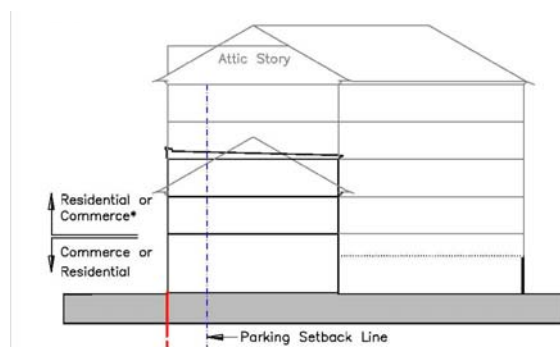 Attic Story
Residential or
Commerce*
Commerce or
Residential
Parking Setback Line